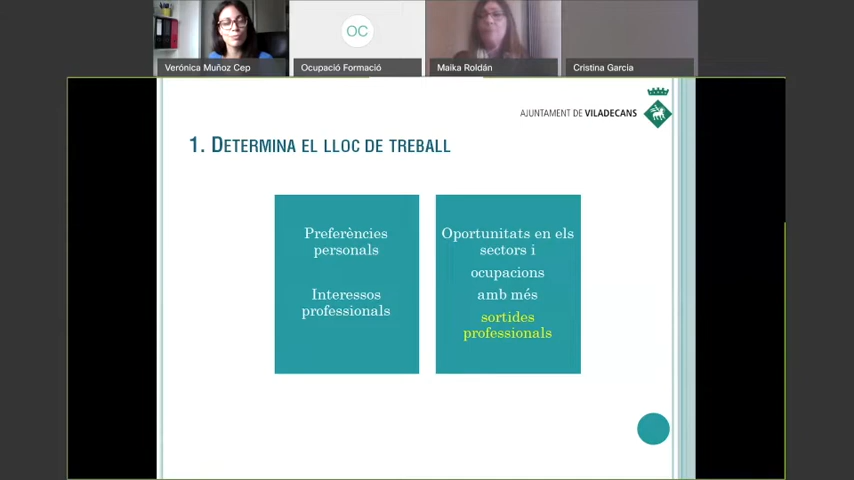 OC
Verónica Muñoz Cep
Ocupació Formació
Maika Roldán
Cristina Garcia
AJUNTAMENT DE VILADECANS
1. DETERMINA EL LLOC DE TREBALL
Preferències
personals
Interessos
professionals
Oportunitats en els
sectors i
ocupacions
amb més
sortides
professionals